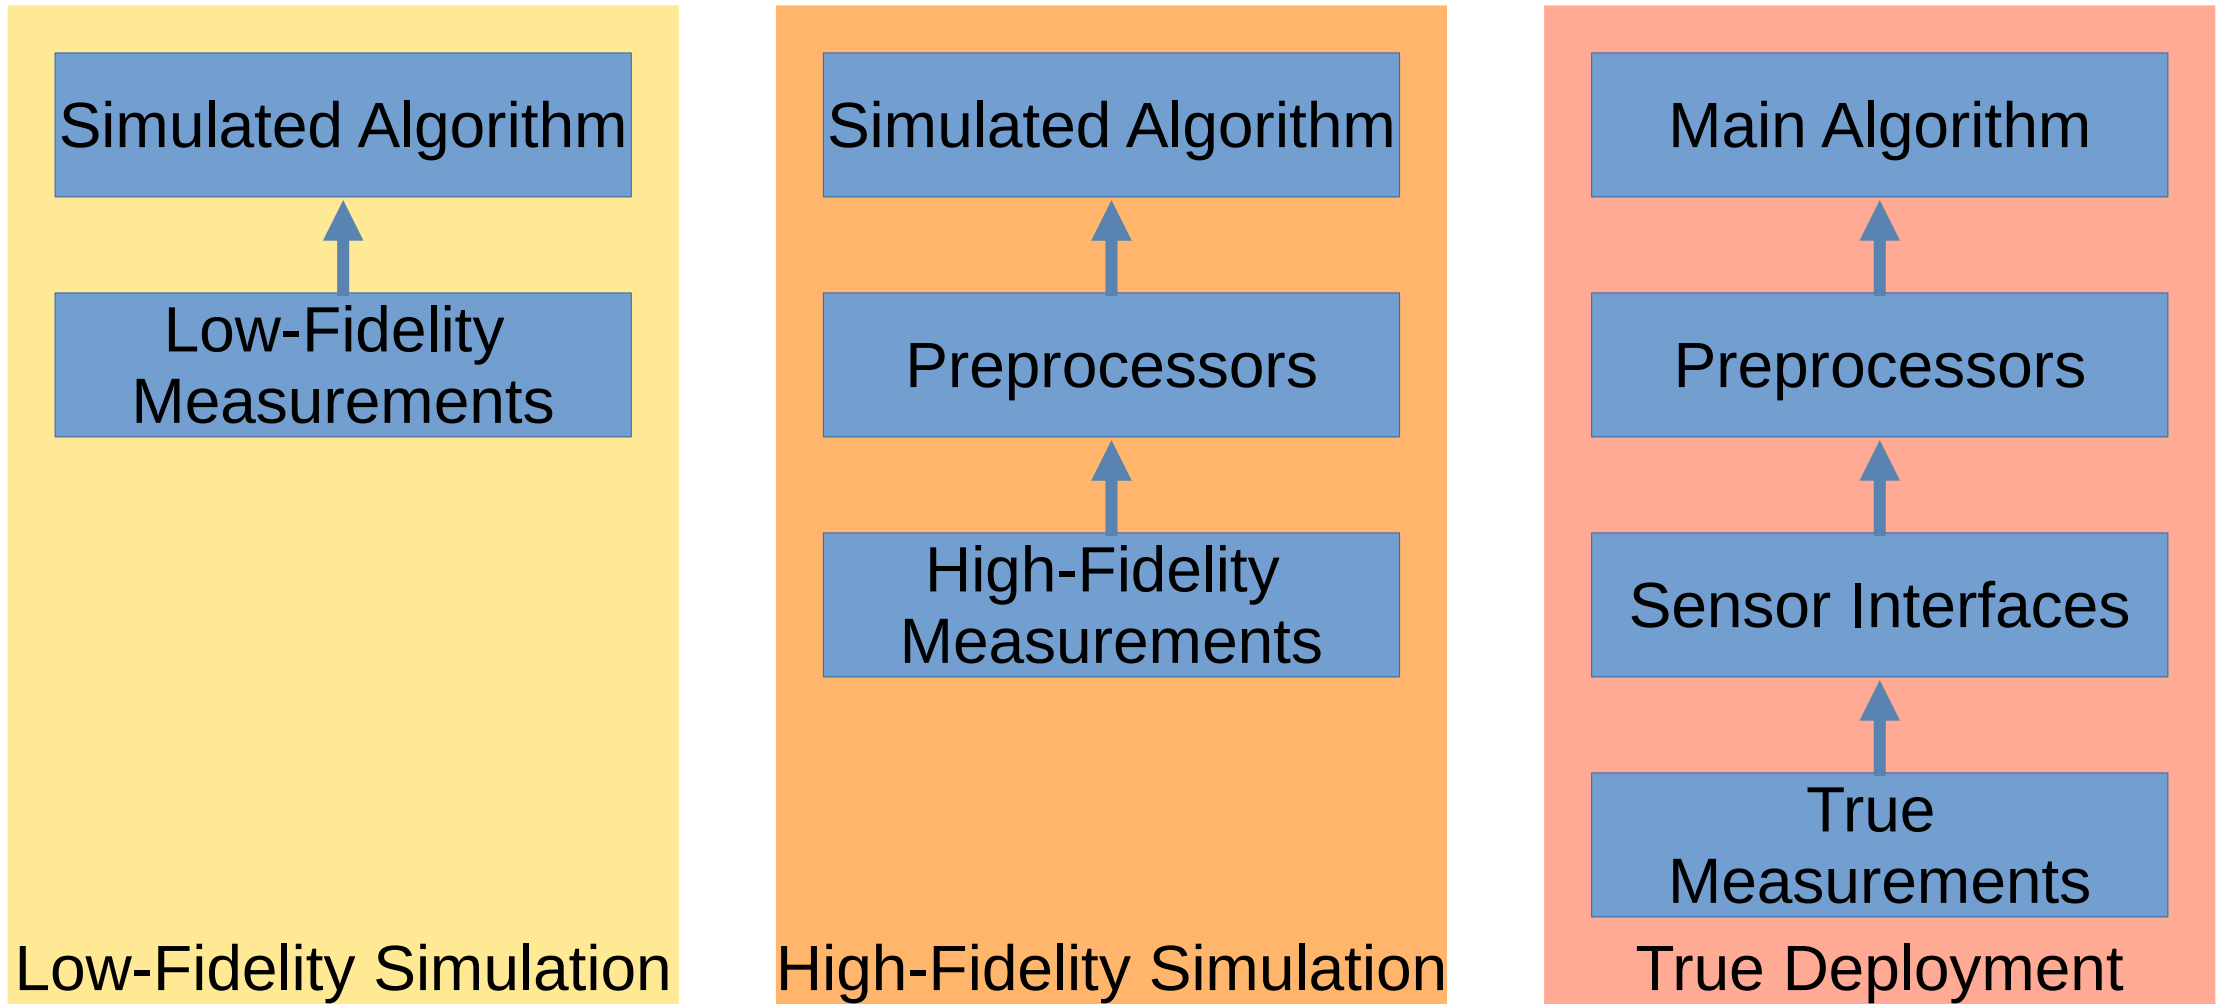 Simulated Algorithm
Low-Fidelity
Measurements
Low-Fidelity Simulation
Simulated Algorithm
Preprocessors
High-Fidelity
Measurements
High-Fidelity Simulation
Main Algorithm
Preprocessors
Sensor Interfaces
True
Measurements
True Deployment